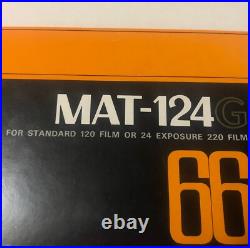 MAT-124G
FOR STANDARD 120 FILM OR 24 EXPOSURE 220 FILM
66